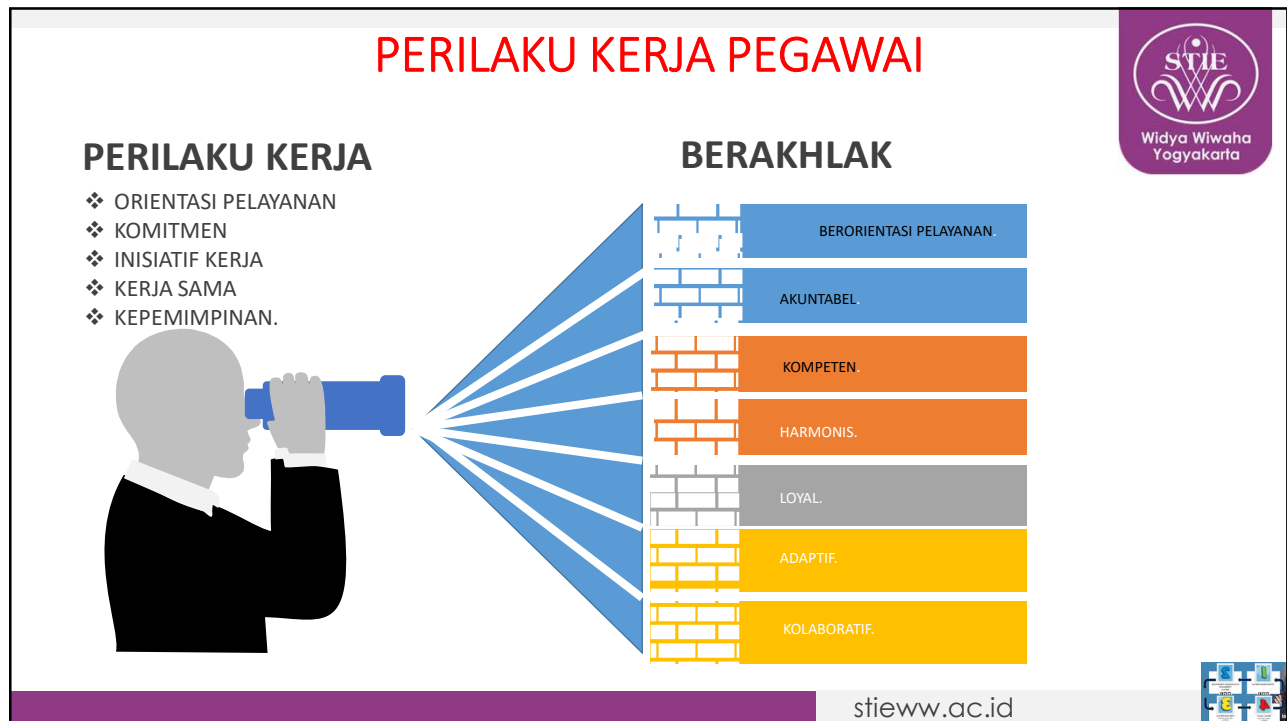 PERILAKU KERJA PEGAWAI
STIE
Widya Wiwaha
Yogyakarta
PERILAKU KERJA
❖ ORIENTASI PELAYANAN
❖ KOMITMEN
❖ INISIATIF KERJA
❖ KERJA SAMA
❖ KEPEMIMPINAN.
BERAKHLAK
BERORIENTASI PELAYANAN.
AKUNTABEL.
KOMPETEN.
HARMONIS.
LOYAL.
ADAPTIF.
KOLABORATIF.
stieww.ac.id